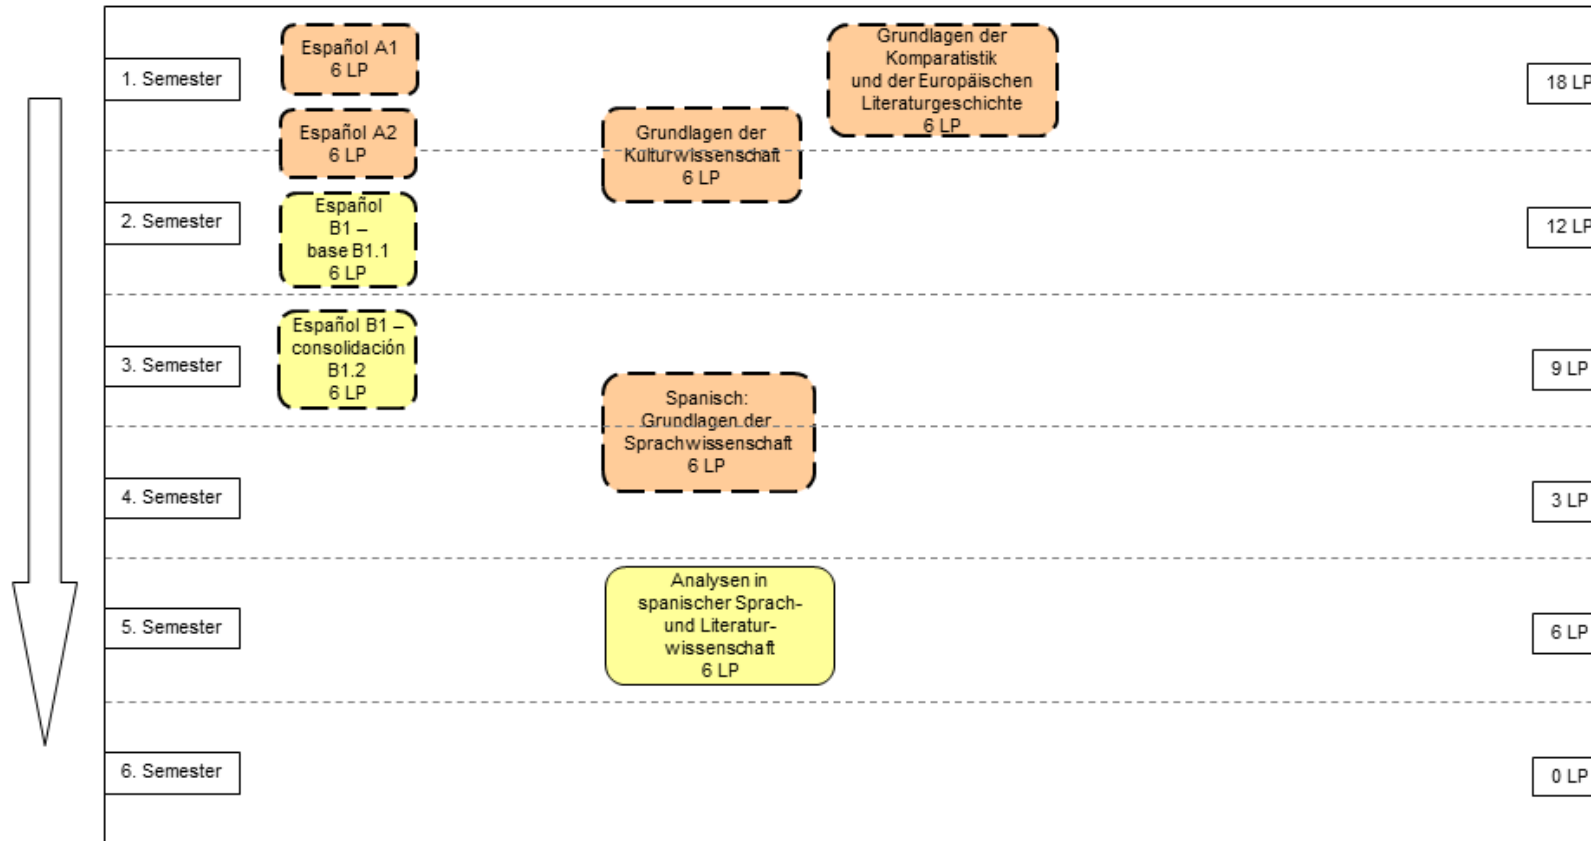 1. Semester
Español A1
6 LP
Español A2
6 LP
Grundlagen der
Kulturwissenschaft
6 LP
Grundlagen der
Komparatistik
und der Europäischen
Literaturgeschichte
6 LP
18 LP
2. Semester
Español
B1 –
base B1.1
6 LP
12 LP
3. Semester
Español B1 –
consolidación
B1.2
6 LP
Spanisch:
Grundlagen der
Sprachwissenschaft
6 LP
9 LP
4. Semester
3 LP
5. Semester
Analysen in
spanischer Sprach-
und Literatur-
wissenschaft
6 LP
6 LP
6. Semester
0 LP